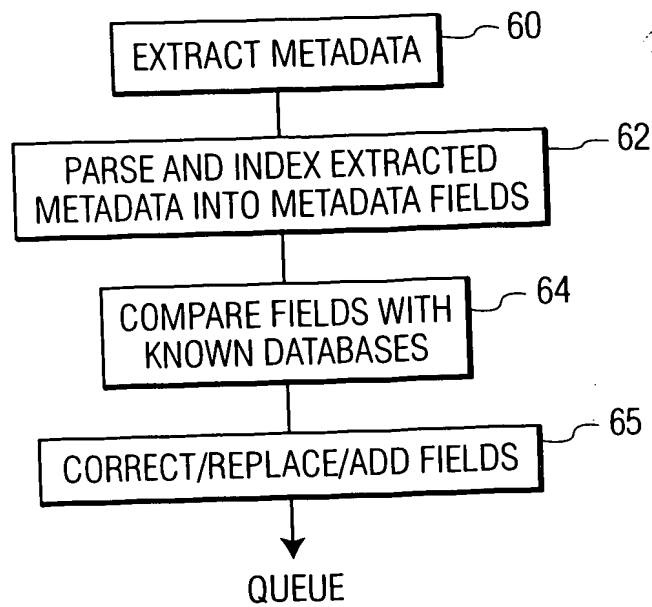 EXTRACT METADATA
60
PARSE AND INDEX EXTRACTED
METADATA INTO METADATA FIELDS
62
COMPARE FIELDS WITH
KNOWN DATABASES
64
CORRECT/REPLACE/ADD FIELDS
65
QUEUE